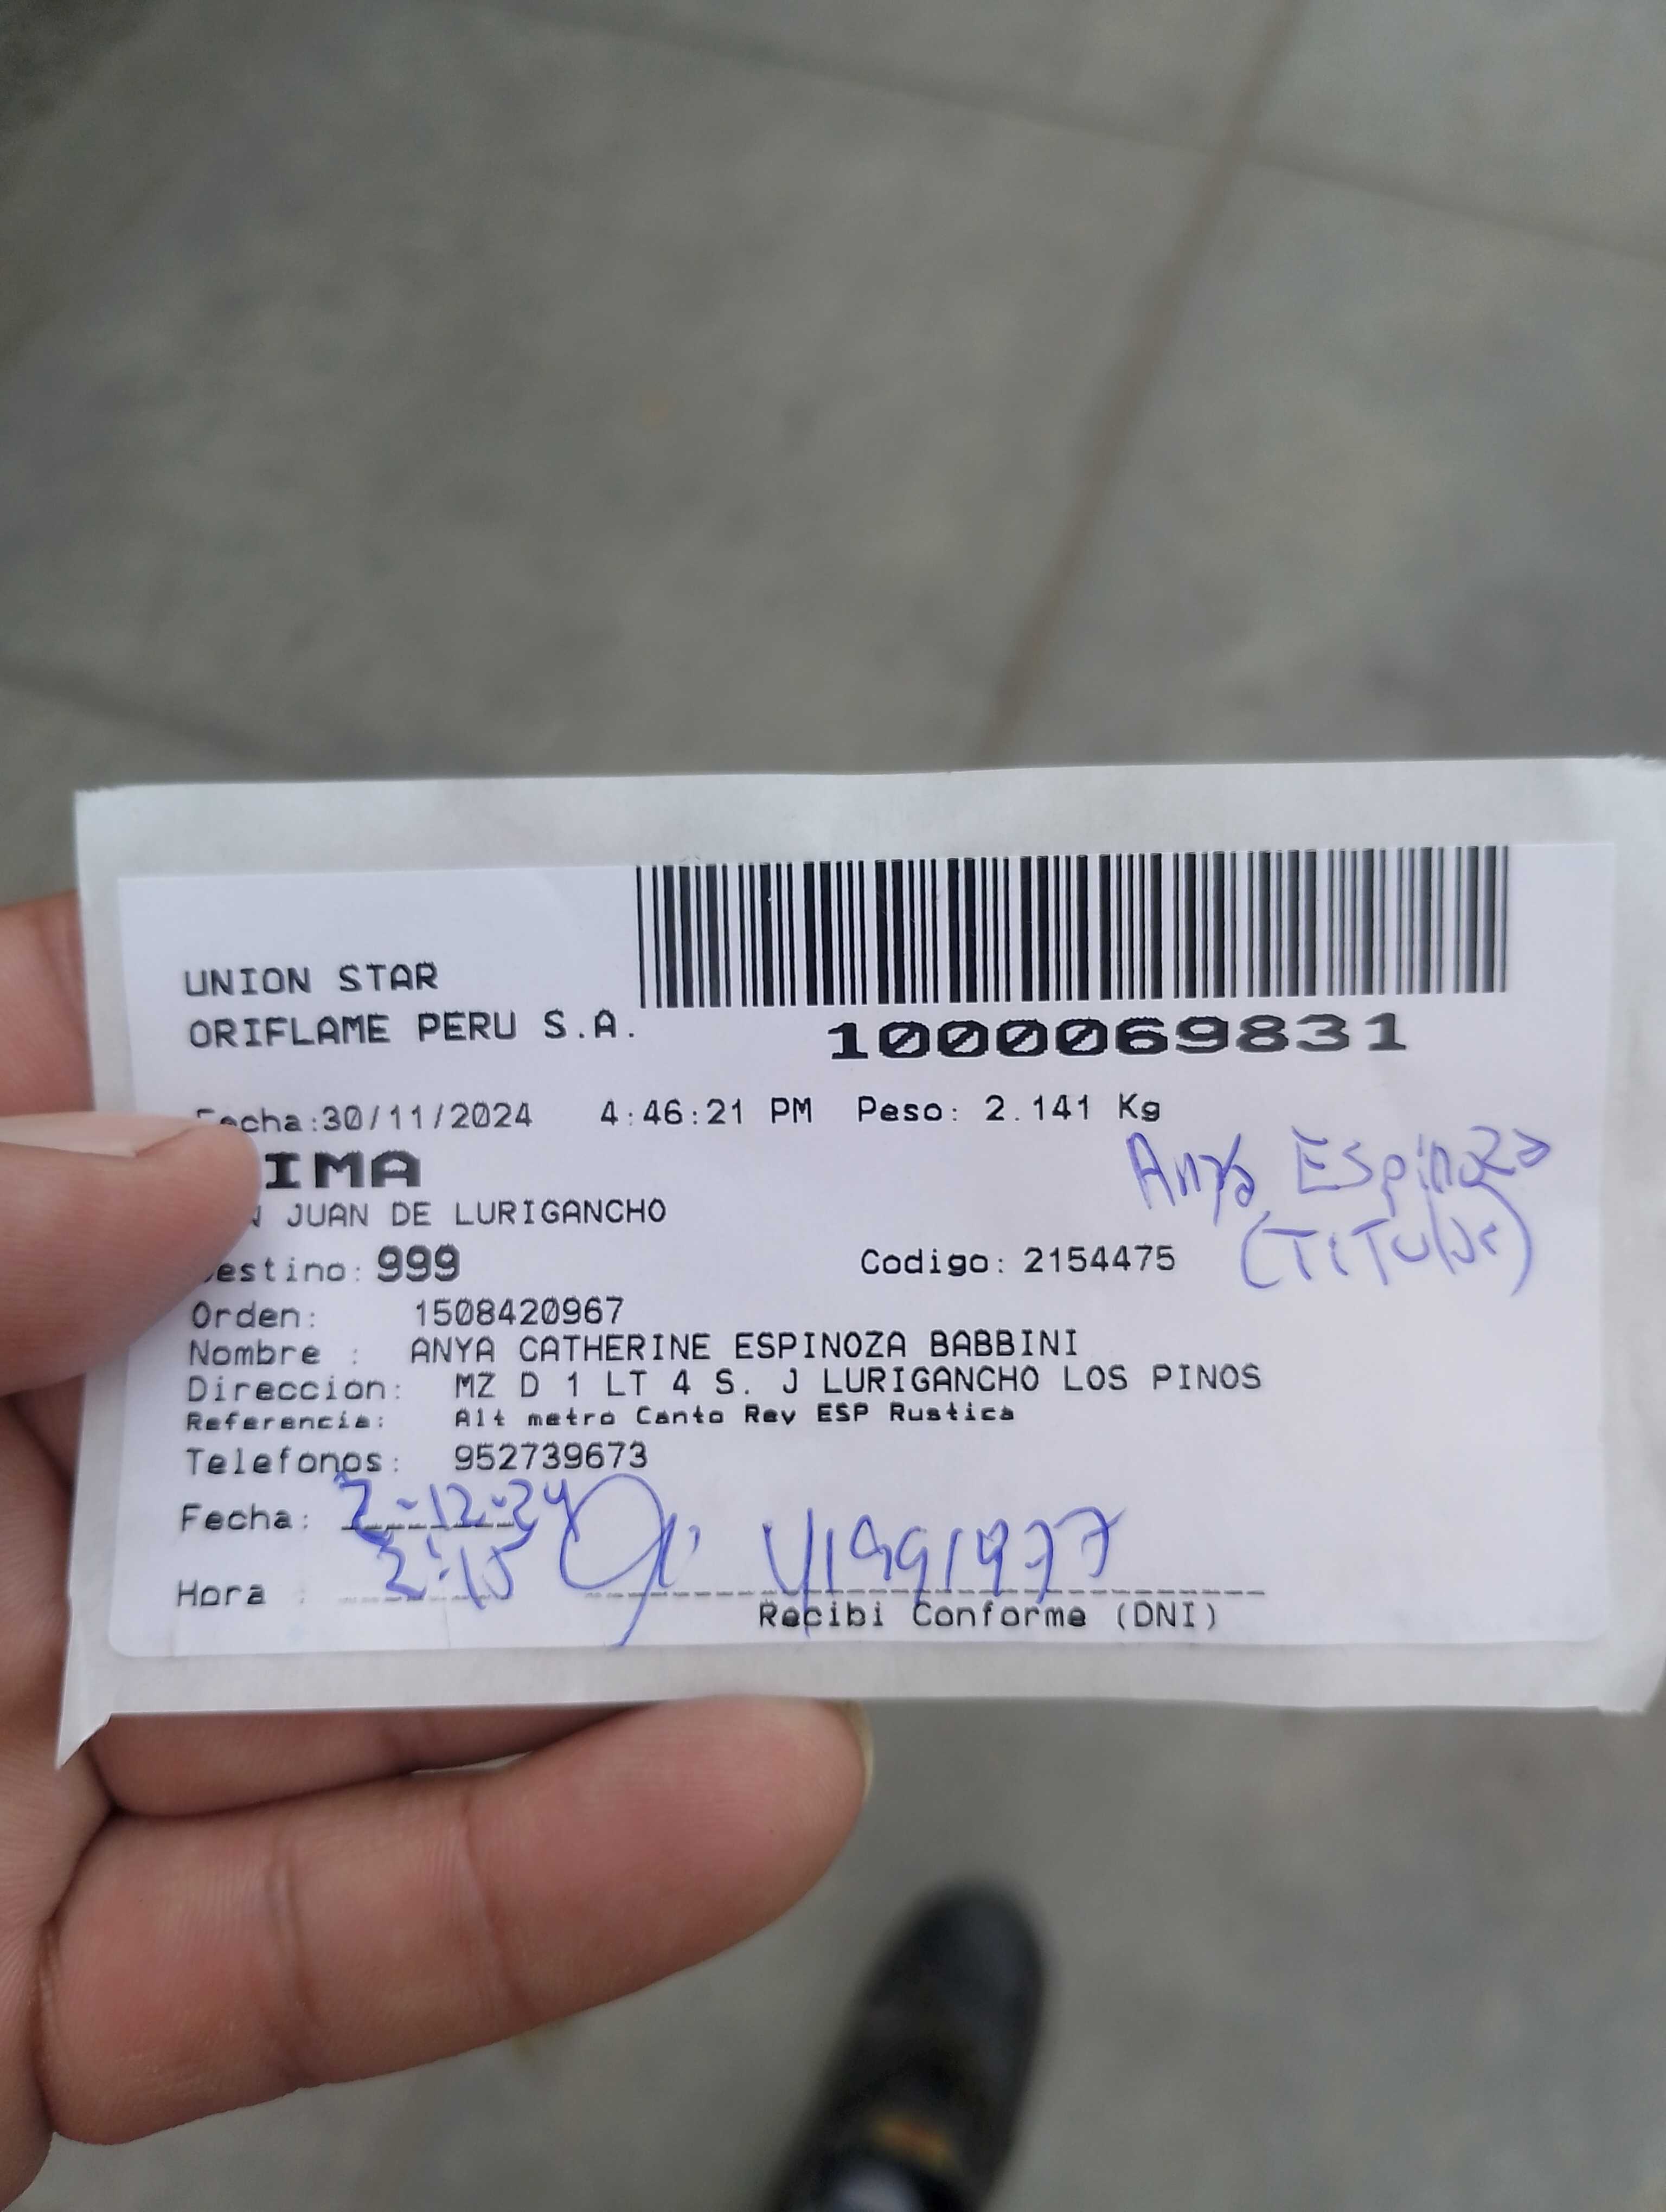 UNION STAR
ORIFLAME PERU S.A.
1000069831
Fecha:30/11/2024 4:46:21 PM Peso: 2.141 Kg
IMA
N JUAN DE LURIGANCHO
Anya Espinoza
(Titular)
estino: 999 Codigo: 2154475
Orden: 1508420967
Nombre : ANYA CATHERINE ESPINOZA BABBINI
Direccion: MZ D 1 LT 4 S. J LURIGANCHO LOS PINOS
Referencia: Alt metro Canto Rey ESP Rustica
Telefonos: 952739673
Fecha: 2-12-24
Hora : 2:15
Recibi Conforme (DNI)